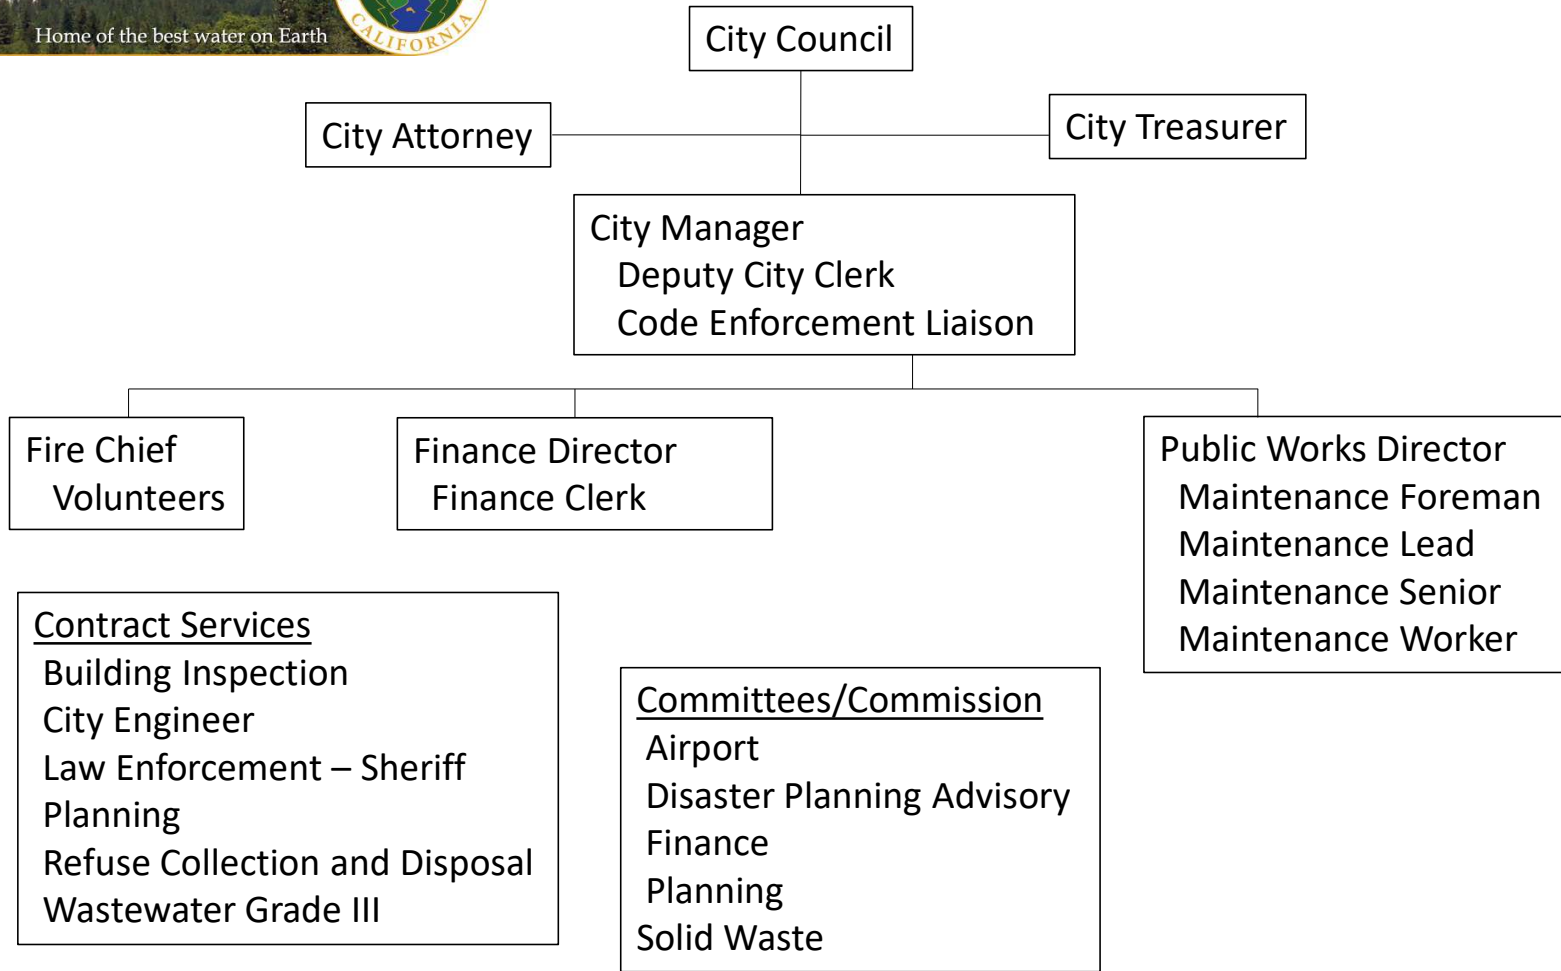 Home of the best water on Earth
CALIFORNIA
City Council
City Attorney
City Treasurer
City Manager
Deputy City Clerk
Code Enforcement Liaison
Fire Chief
Volunteers
Finance Director
Finance Clerk
Public Works Director
Maintenance Foreman
Maintenance Lead
Maintenance Senior
Maintenance Worker
Contract Services
Building Inspection
City Engineer
Law Enforcement – Sheriff
Planning
Refuse Collection and Disposal
Wastewater Grade III
Committees/Commission
Airport
Disaster Planning Advisory
Finance
Planning
Solid Waste